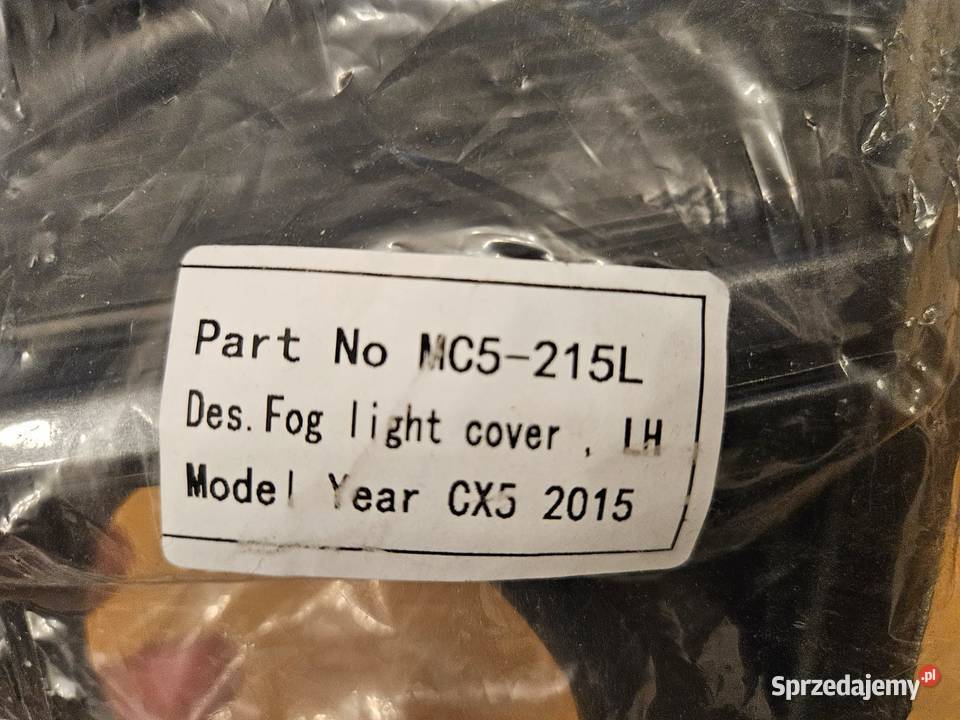 Part No MC5-215L
Des. Fog light cover , LH
Model Year CX5 2015
Sprzedajemy.pl